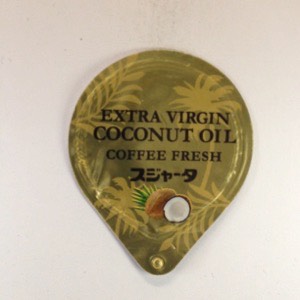 EXTRA VIRGIN
COCONUT OIL
COFFEE FRESH
スジャータ